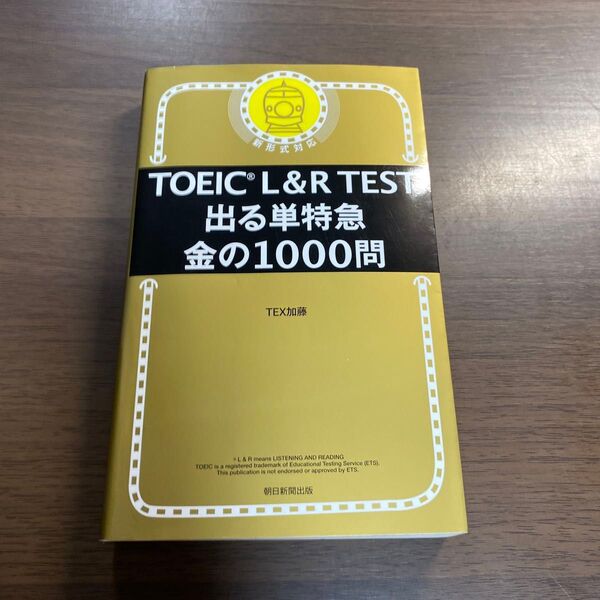 新形式対応
TOEIC® L&R TEST
出る単特急
金の1000問
TEX加藤
※L & R means LISTENING AND READING
TOEIC is a registered trademark of Educational Testing Service (ETS).
This publication is not endorsed or approved by ETS.
朝日新聞出版